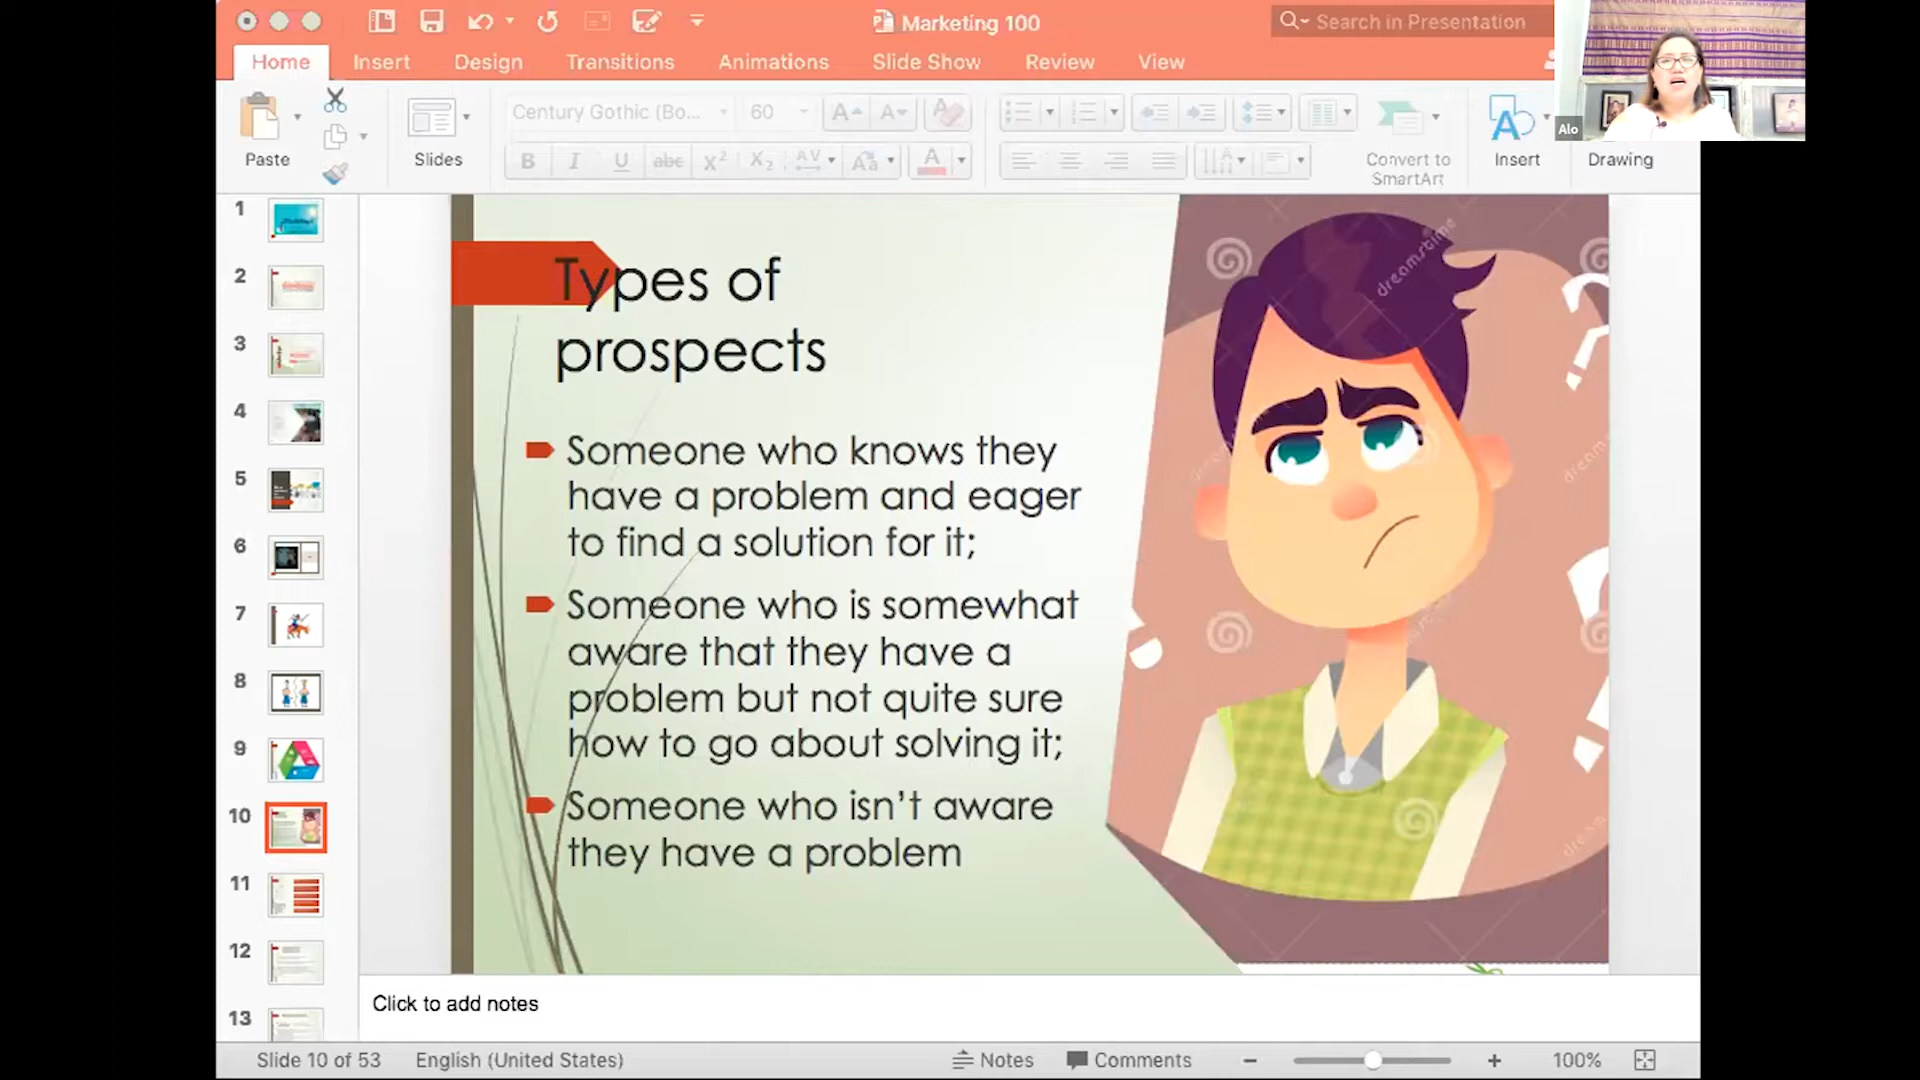 Marketing 100
Search in Presentation
Home Insert Design Transitions Animations Slide Show Review View
Alo
Century Gothic (Bo... 60
Paste
Slides
Convert to
SmartArt
Insert
Drawing
1
2
3
4
5
6
7
8
9
10
11
12
13
Types of
prospects
Someone who knows they
have a problem and eager
to find a solution for it;
Someone who is somewhat
aware that they have a
problem but not quite sure
how to go about solving it;
Someone who isn't aware
they have a problem
dreamstime
Click to add notes
Slide 10 of 53 English (United States) Notes Comments 100%